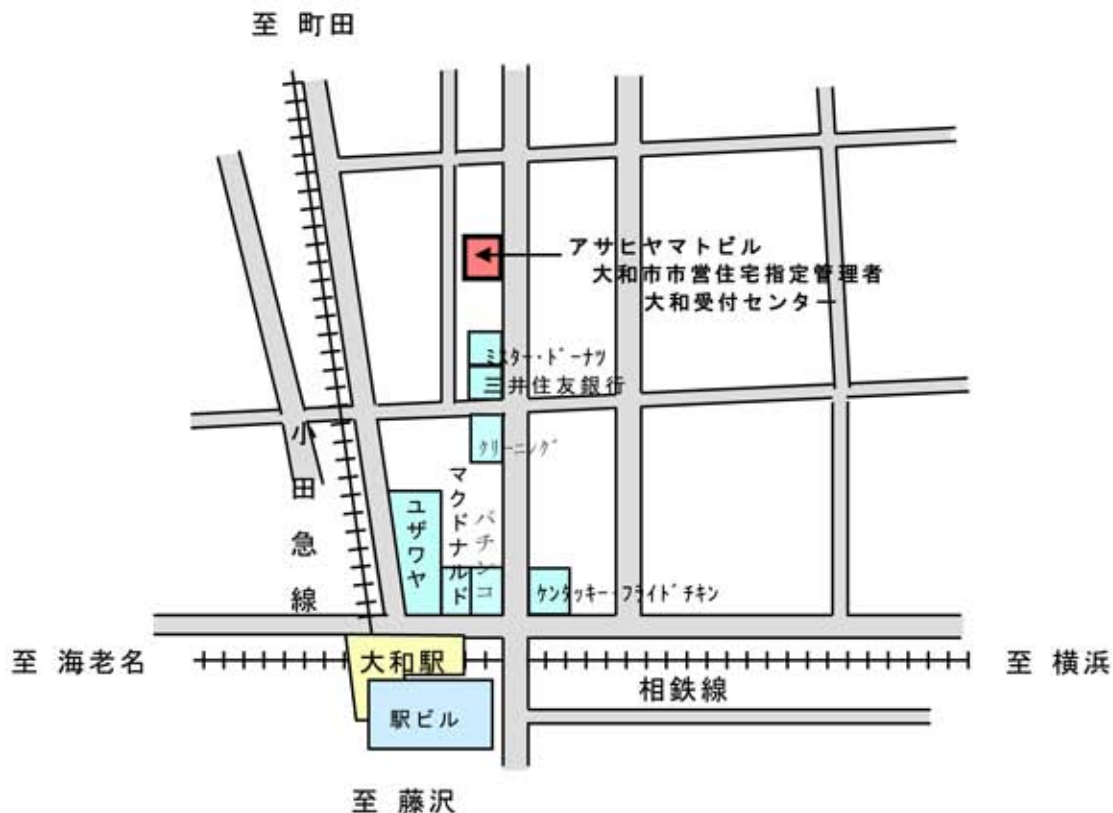 至 町田
アサヒヤマトビル
大和市市営住宅指定管理者
大和受付センター
ﾐｽﾀｰ･ﾄﾞｰﾅﾂ
三井住友銀行
ｸﾘｰﾆﾝｸﾞ
小田急線
ユザワヤ
マクドナルド
パチンコ
ｹﾝﾀｯｷｰ･ﾌﾗｲﾄﾞﾁｷﾝ
至 海老名
大和駅
至 横浜
相鉄線
駅ビル
至 藤沢